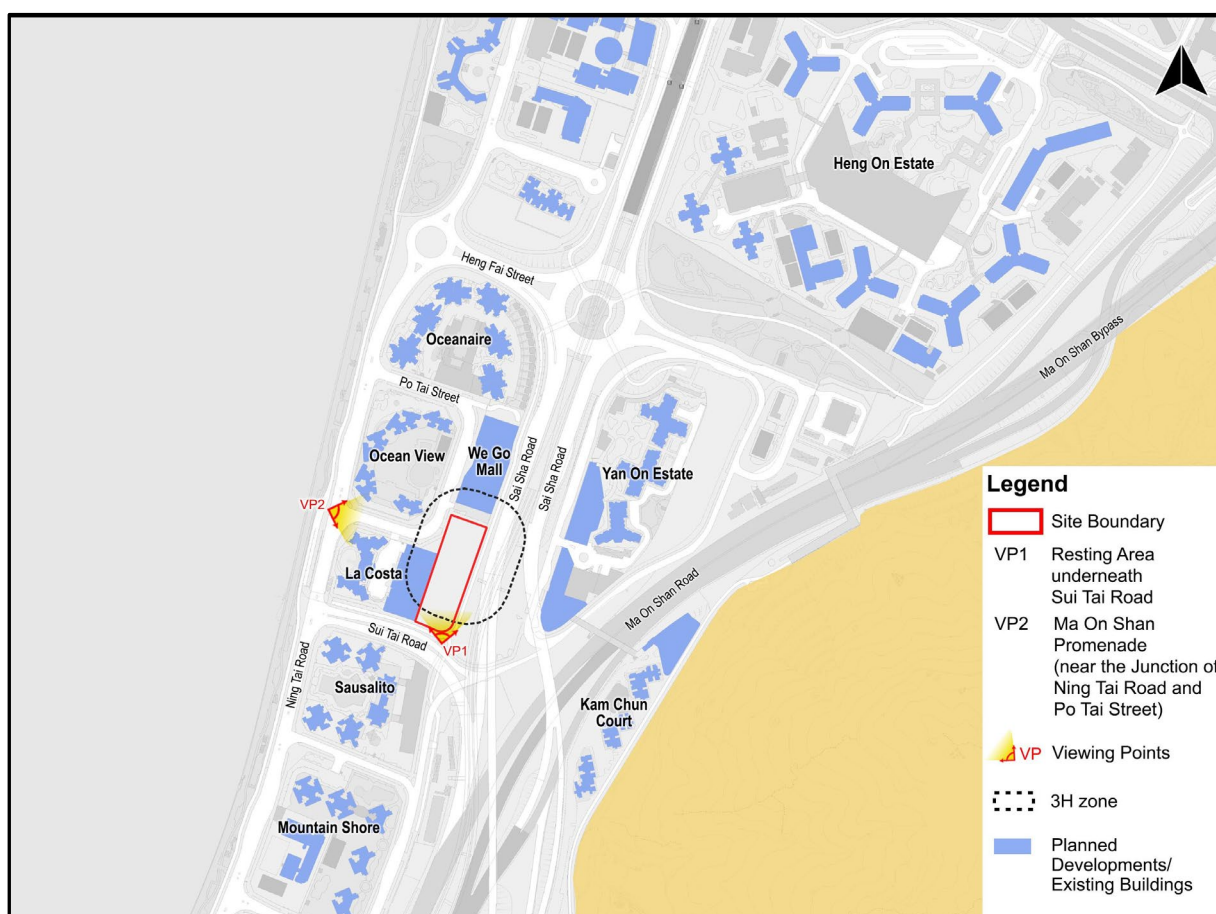 Heng On Estate
Heng Fai Street
Oceanaire
Ma On Shan Bypass
Po Tai Street
Ocean View
We Go
Mall
Sai Sha Road
Sai Sha Road
Yan On Estate
VP2
La Costa
Ma On Shan Road
Sui Tai Road
VP1
Ning Tai Road
Sausalito
Kam Chun
Court
Mountain Shore
Legend
Site Boundary
VP1 Resting Area
underneath
Sui Tai Road
VP2 Ma On Shan
Promenade
(near the Junction of
Ning Tai Road and
Po Tai Street)
VP Viewing Points
3H zone
Planned
Developments/
Existing Buildings